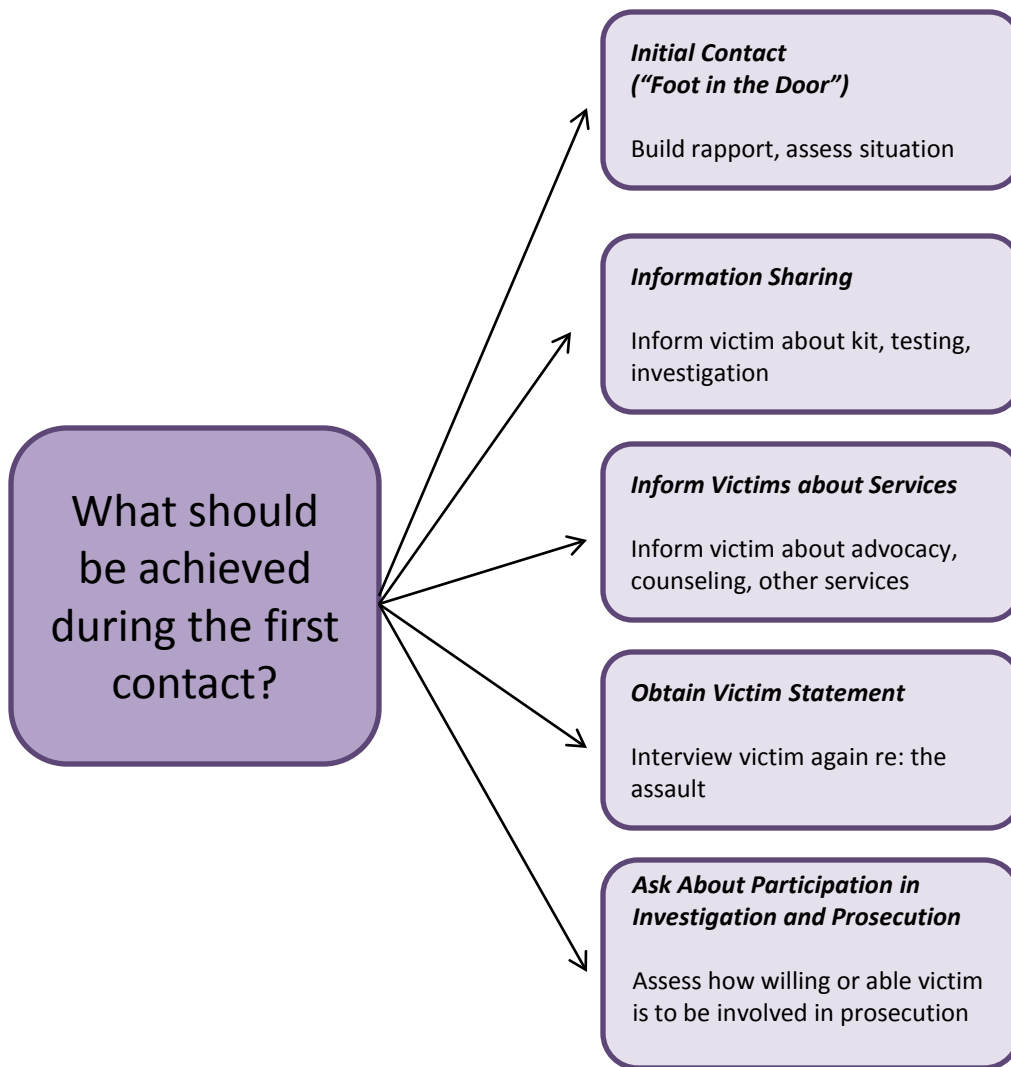 What should
be achieved
during the first
contact?
Initial Contact
(“Foot in the Door”)
Build rapport, assess situation
Information Sharing
Inform victim about kit, testing,
investigation
Inform Victims about Services
Inform victim about advocacy,
counseling, other services
Obtain Victim Statement
Interview victim again re: the
assault
Ask About Participation in
Investigation and Prosecution
Assess how willing or able victim
is to be involved in prosecution